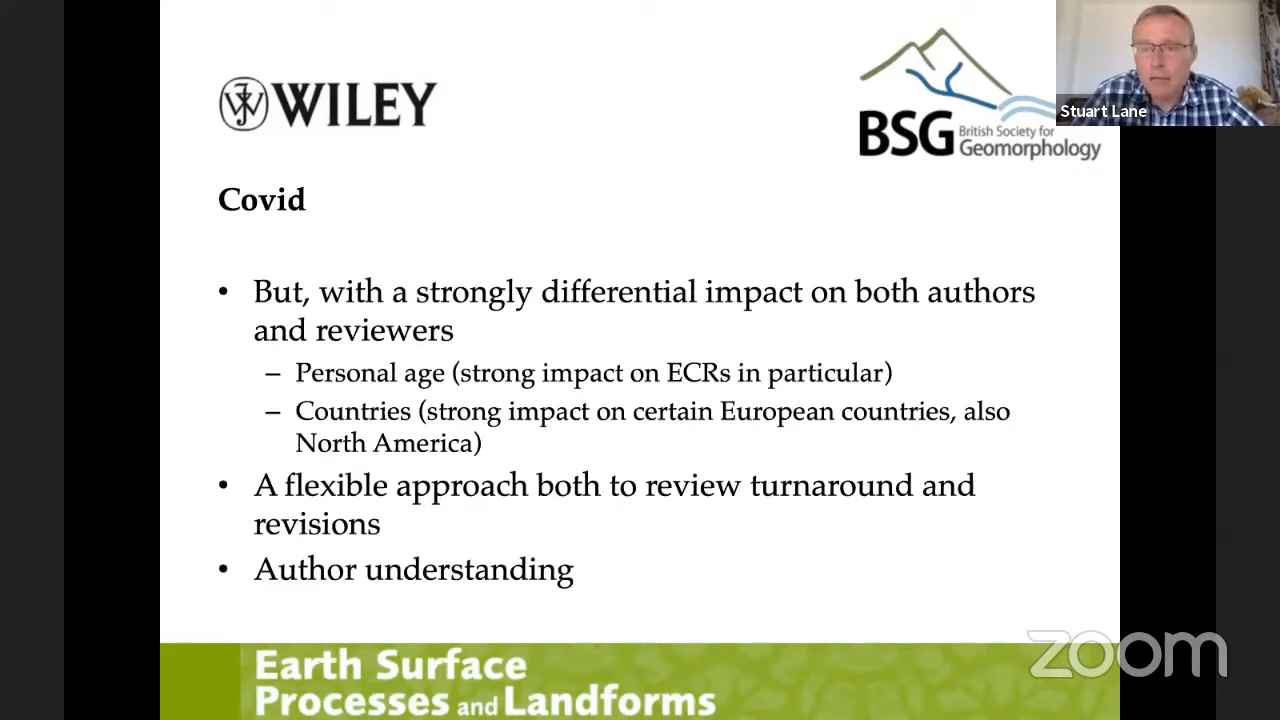 WILEY
BSG British Society for
Geomorphology
Stuart Lane
Covid
• But, with a strongly differential impact on both authors
and reviewers
– Personal age (strong impact on ECRs in particular)
– Countries (strong impact on certain European countries, also
North America)
• A flexible approach both to review turnaround and
revisions
• Author understanding
Earth Surface
Processes and Landforms
zoom